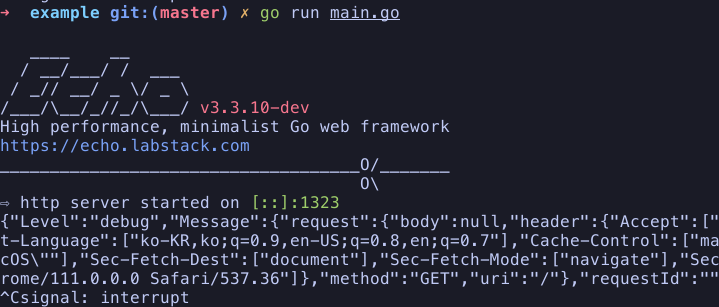 ➜  example git:(master) ✗ go run main.go
   ____    __
  / __/___/ /  ___
 / _// __/ _ \/ _ \
/___/\__/_//_/\___/ v3.3.10-dev
High performance, minimalist Go web framework
https://echo.labstack.com
____________________________________O/_______
                                    O\
⇨ http server started on [::]:1323
{"Level":"debug","Message":{"request":{"body":null,"header":{"Accept":["
t-Language":["ko-KR,ko;q=0.9,en-US;q=0.8,en;q=0.7"],"Cache-Control":["ma
cOS\""],"Sec-Fetch-Dest":["document"],"Sec-Fetch-Mode":["navigate"],"Sec
rome/111.0.0.0 Safari/537.36"]},"method":"GET","uri":"/"},"requestId":""
^Csignal: interrupt